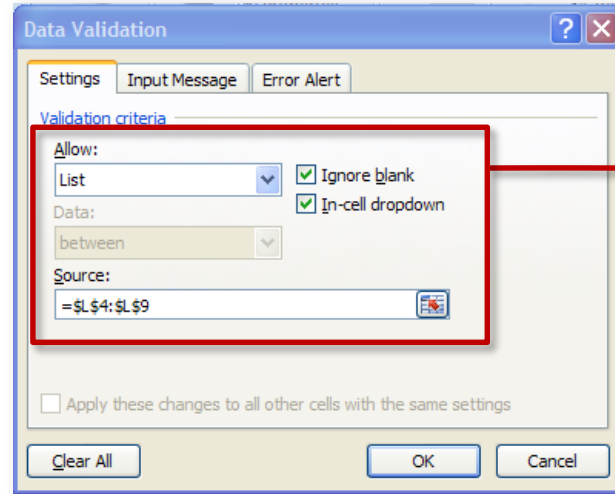 Data Validation
Settings Input Message Error Alert
Validation criteria
Allow:
List
Ignore blank
Data:
In-cell dropdown
between
Source:
=$L$4:$L$9
Apply these changes to all other cells with the same settings
Clear All OK Cancel